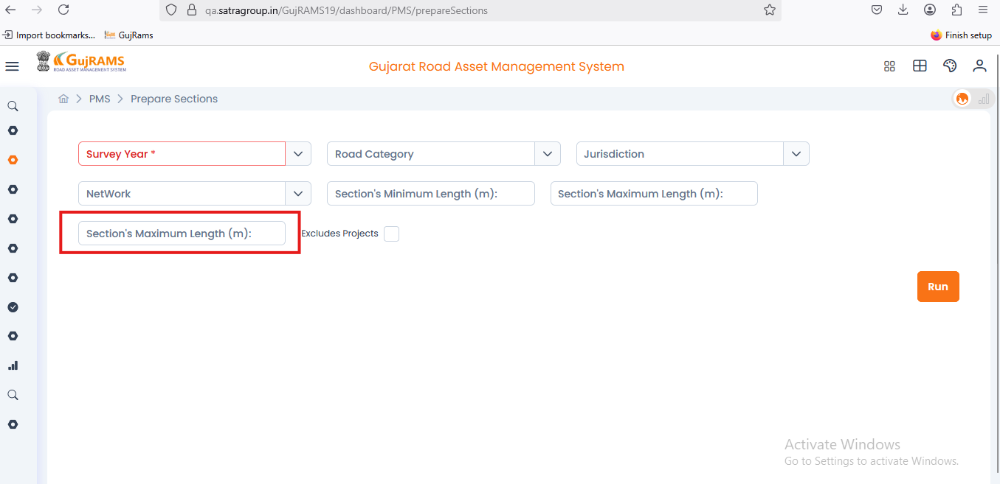 qa.satragroup.in/GujRAMS19/dashboard/PMS/prepareSections
Import bookmarks... GujRams Finish setup
GujRAMS
ROAD ASSET MANAGEMENT SYSTEM
Gujarat Road Asset Management System
PMS Prepare Sections
Survey Year * Road Category Jurisdiction
NetWork Section's Minimum Length (m): Section's Maximum Length (m):
Section's Maximum Length (m): Excludes Projects
Run
Activate Windows
Go to Settings to activate Windows.